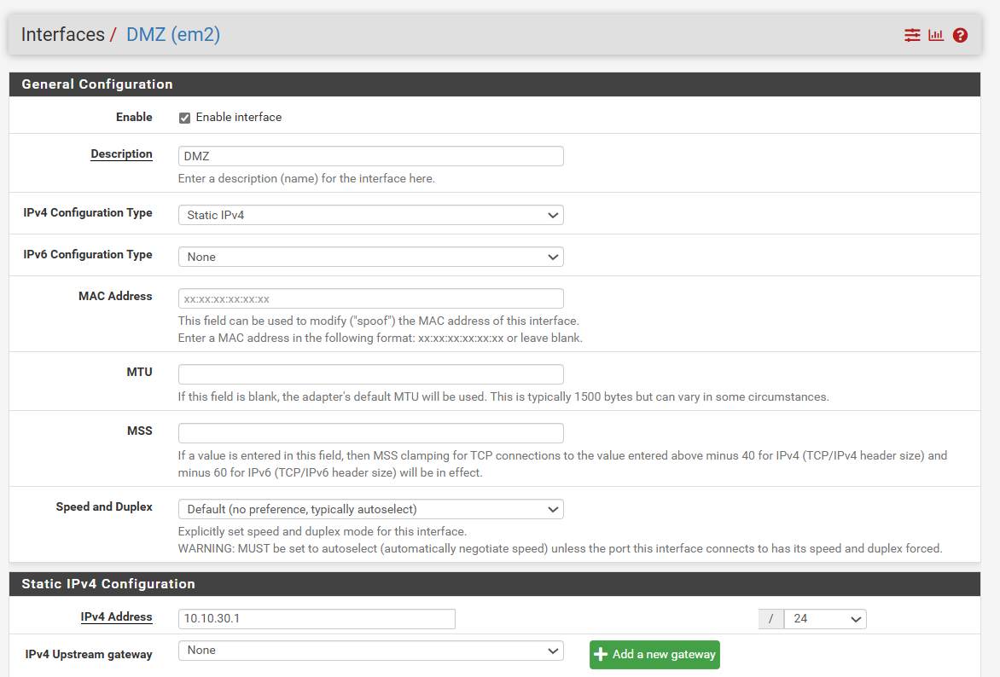 Interfaces / DMZ (em2)
General Configuration
Enable Enable interface
Description DMZ
Enter a description (name) for the interface here.
IPv4 Configuration Type Static IPv4
IPv6 Configuration Type None
MAC Address xx:xx:xx:xx:xx:xx
This field can be used to modify ("spoof") the MAC address of this interface.
Enter a MAC address in the following format: xx:xx:xx:xx:xx:xx or leave blank.
MTU
If this field is blank, the adapter's default MTU will be used. This is typically 1500 bytes but can vary in some circumstances.
MSS
If a value is entered in this field, then MSS clamping for TCP connections to the value entered above minus 40 for IPv4 (TCP/IPv4 header size) and
minus 60 for IPv6 (TCP/IPv6 header size) will be in effect.
Speed and Duplex Default (no preference, typically autoselect)
Explicitly set speed and duplex mode for this interface.
WARNING: MUST be set to autoselect (automatically negotiate speed) unless the port this interface connects to has its speed and duplex forced.
Static IPv4 Configuration
IPv4 Address 10.10.30.1 / 24
IPv4 Upstream gateway None Add a new gateway